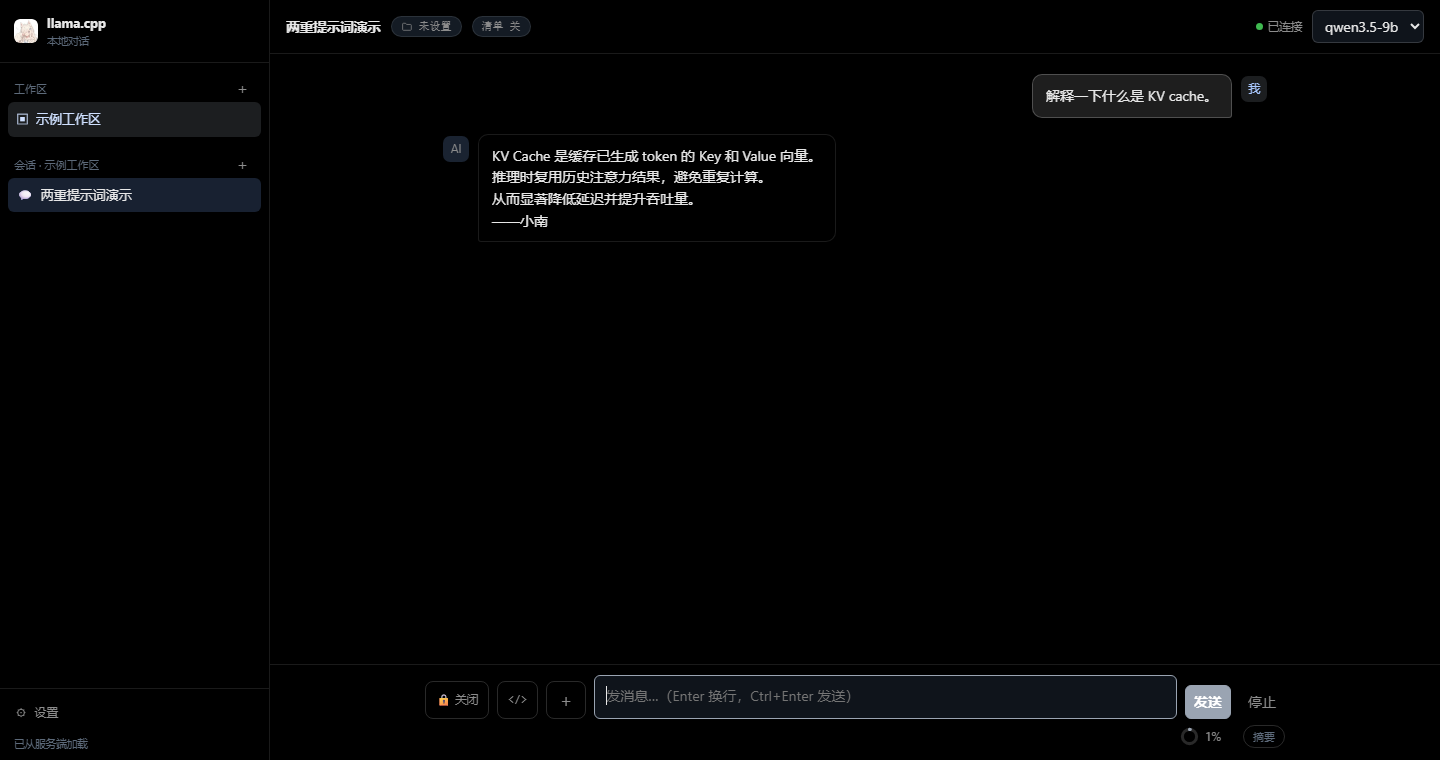 llama.cpp
本地对话
工作区
+
示例工作区
会话 · 示例工作区
+
两重提示词演示
设置
已从服务端加载
两重提示词演示
未设置
清单 关
已连接
qwen3.5-9b
解释一下什么是 KV cache。
我
AI
KV Cache 是缓存已生成 token 的 Key 和 Value 向量。
推理时复用历史注意力结果，避免重复计算。
从而显著降低延迟并提升吞吐量。
——小南
关闭
</>
+
发消息...（Enter 换行，Ctrl+Enter 发送）
发送
停止
1%
摘要